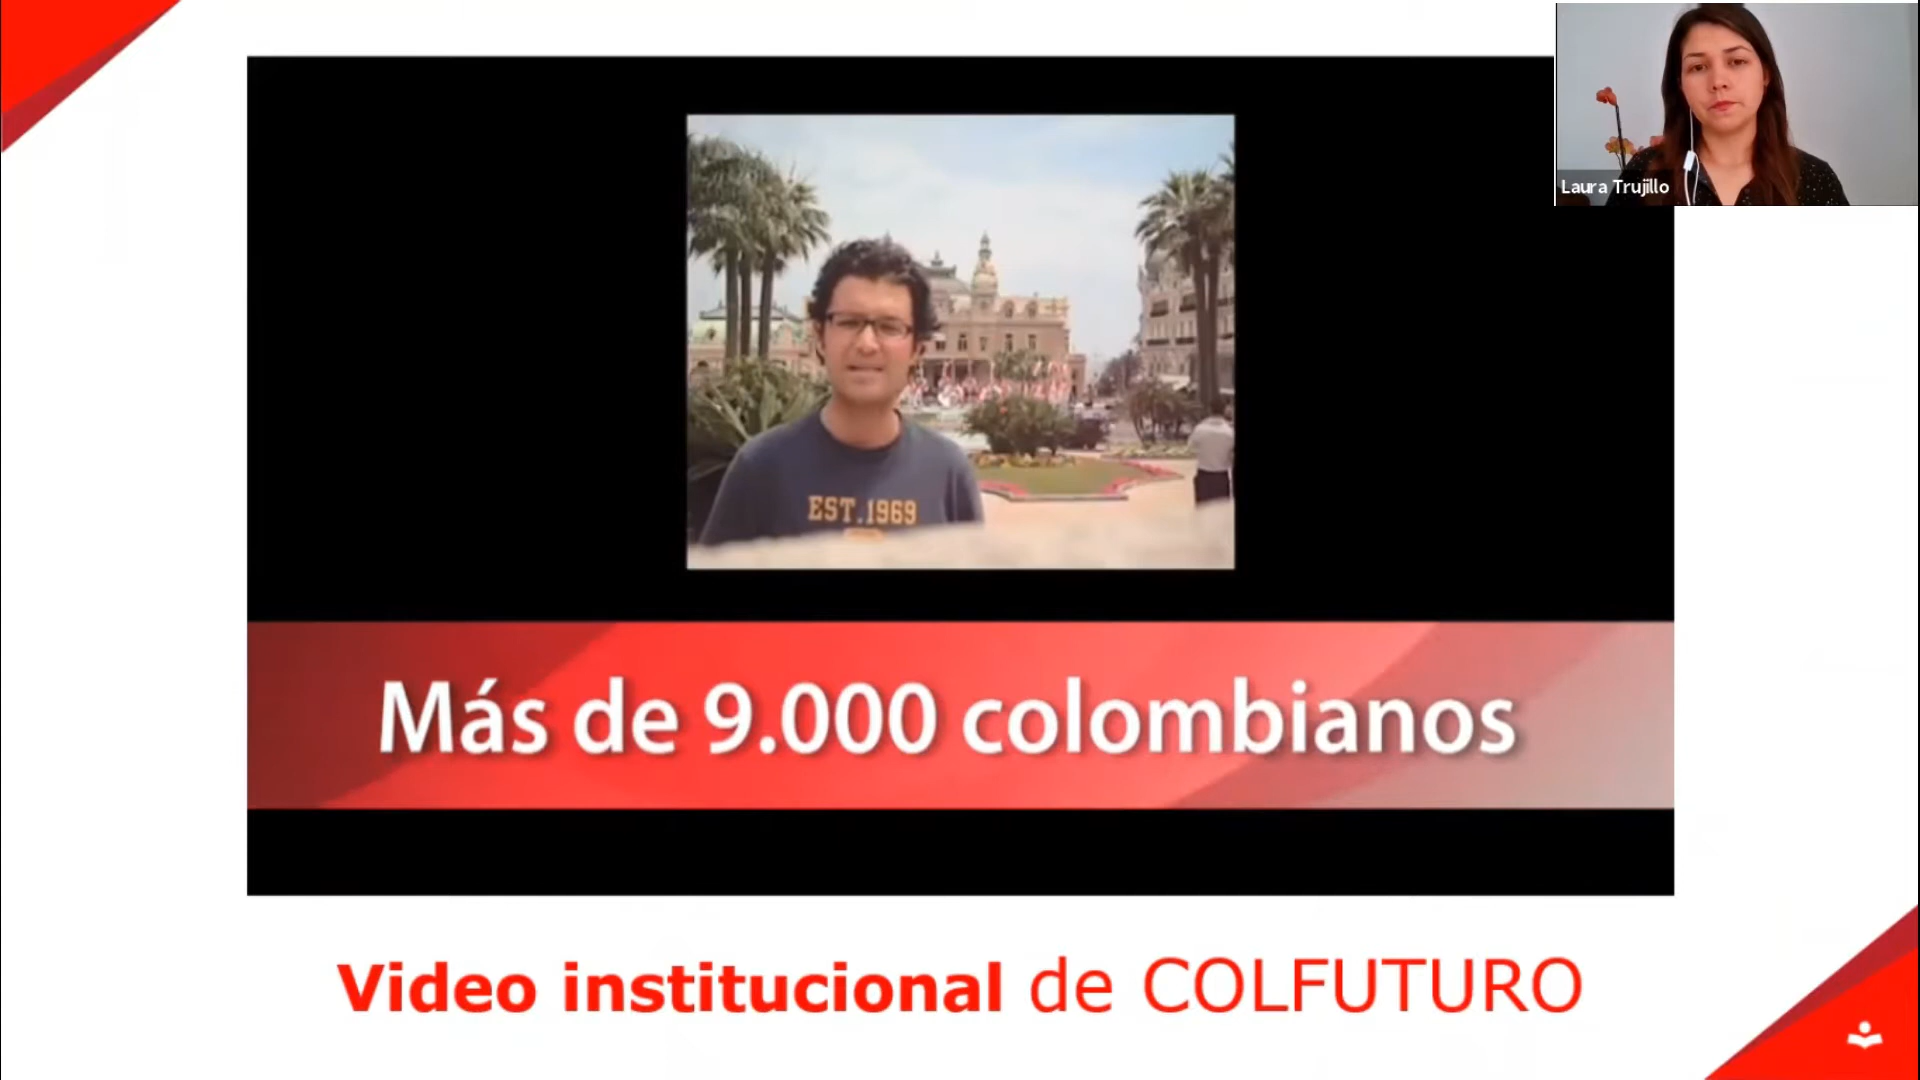 Laura Trujillo
EST.1969
Más de 9.000 colombianos
Video institucional de COLFUTURO